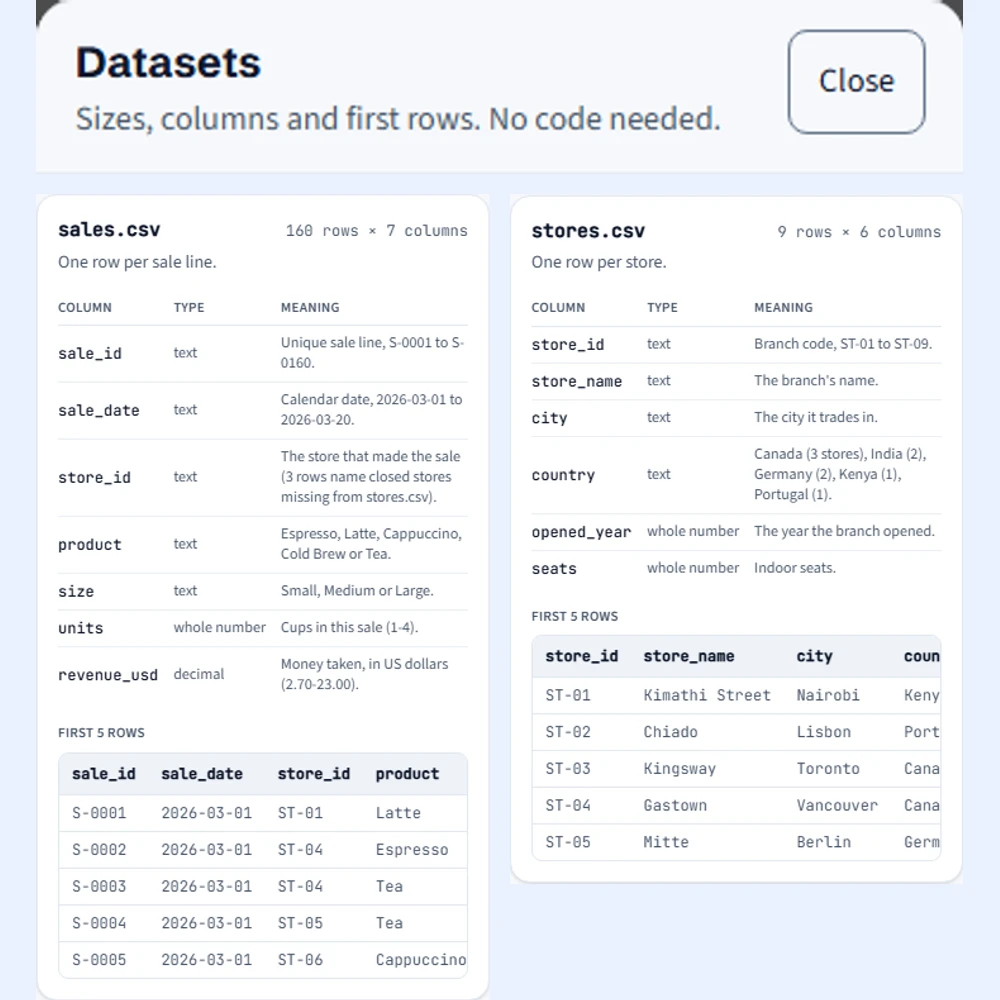 Datasets
Close
Sizes, columns and first rows. No code needed.
sales.csv 160 rows × 7 columns
One row per sale line.
COLUMN TYPE MEANING
sale_id text Unique sale line, S-0001 to S-
0160.
sale_date text Calendar date, 2026-03-01 to
2026-03-20.
store_id text The store that made the sale
(3 rows name closed stores
missing from stores.csv).
product text Espresso, Latte, Cappuccino,
Cold Brew or Tea.
size text Small, Medium or Large.
units whole number Cups in this sale (1-4).
revenue_usd decimal Money taken, in US dollars
(2.70-23.00).
FIRST 5 ROWS
sale_id sale_date store_id product
S-0001 2026-03-01 ST-01 Latte
S-0002 2026-03-01 ST-04 Espresso
S-0003 2026-03-01 ST-04 Tea
S-0004 2026-03-01 ST-05 Tea
S-0005 2026-03-01 ST-06 Cappuccino
stores.csv 9 rows × 6 columns
One row per store.
COLUMN TYPE MEANING
store_id text Branch code, ST-01 to ST-09.
store_name text The branch's name.
city text The city it trades in.
country text Canada (3 stores), India (2),
Germany (2), Kenya (1),
Portugal (1).
opened_year whole number The year the branch opened.
seats whole number Indoor seats.
FIRST 5 ROWS
store_id store_name city coun
ST-01 Kimathi Street Nairobi Keny
ST-02 Chiado Lisbon Port
ST-03 Kingsway Toronto Cana
ST-04 Gastown Vancouver Cana
ST-05 Mitte Berlin Germ